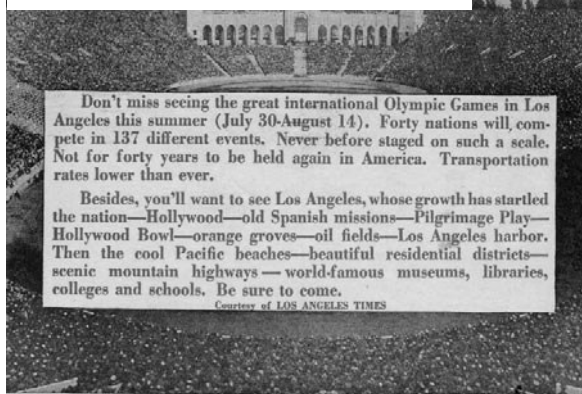 Don't miss seeing the great international Olympic Games in Los
Angeles this summer (July 30-August 14). Forty nations will com-
pete in 137 different events. Never before staged on such a scale.
Not for forty years to be held again in America. Transportation
rates lower than ever.
Besides, you'll want to see Los Angeles, whose growth has startled
the nation—Hollywood—old Spanish missions—Pilgrimage Play—
Hollywood Bowl—orange groves—oil fields—Los Angeles harbor.
Then the cool Pacific beaches—beautiful residential districts—
scenic mountain highways—world-famous museums, libraries,
colleges and schools. Be sure to come.
Courtesy of LOS ANGELES TIMES